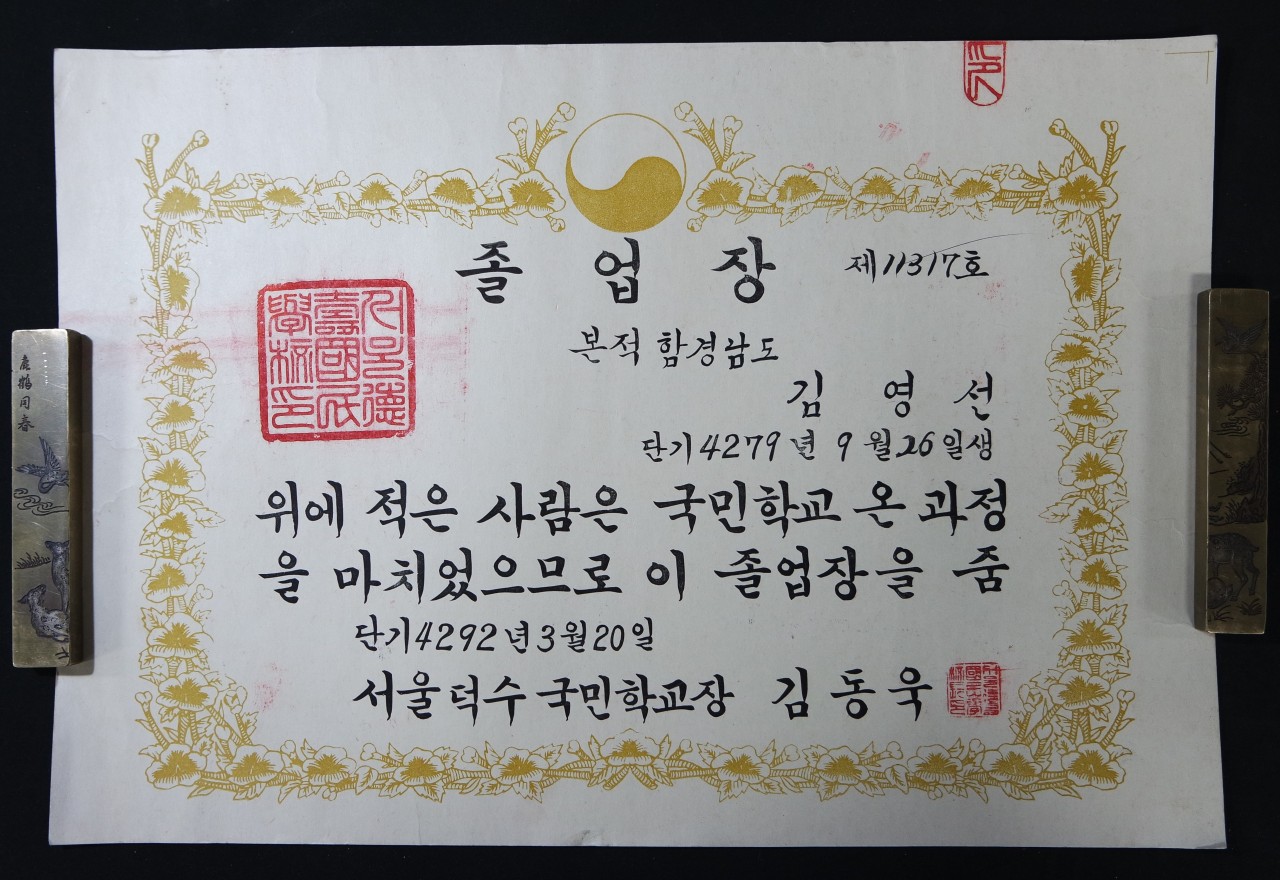 졸업장 제11317호
본적 함경남도
김영선
단기4279년 9월26일생
위에 적은 사람은 국민학교 온 과정
을 마치었으므로 이 졸업장을 줌
단기4292년3월20일
서울덕수국민학교장 김동욱
鹿鶴同春